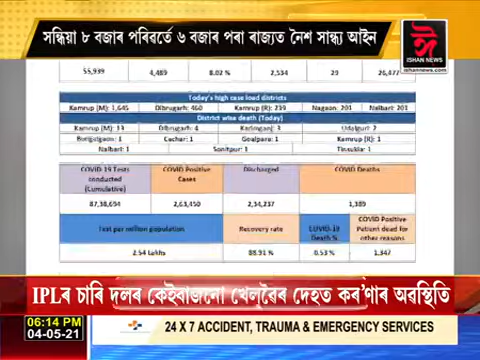 সন্ধিয়া ৮ বজাৰ পৰিবৰ্তে ৬ বজাৰ পৰা ৰাজ্যত নৈশ সান্ধ্য আইন
ISHAN NEWS
www.ishannews.com
55,939 4,489 8.02 % 2,534 29 26,477
Today's high case load districts
Kamrup (M): 1,645 Dibrugarh: 460 Kamrup (R): 239 Nagaon: 201 Nalbari: 201
District wise death (Today)
Kamrup (M): 13 Dibrugarh: 4 Karimganj: 3 Udalguri: 2
Bongaigaon: 1 Cachar: 1 Goalpara: 1 Kamrup (R): 1
Nalbari: 1 Sonitpur: 1 Tinsukia: 1
COVID 19 Tests conducted (Cumulative) COVID Positive Cases Discharged COVID Deaths
87,38,694 2,63,450 2,34,237 1,389
Test per million population Recovery rate COVID-19 Death % COVID Positive Patient dead for other reasons
2.54 Lakhs 88.91 % 0.53 % 1,347
IPLৰ চাৰি দলৰ কেইবাজনো খেলুৱৈৰ দেহত কৰ'ণাৰ অৱস্থিতি
06:14 PM
04-05-21
24 X 7 ACCIDENT, TRAUMA & EMERGENCY SERVICES